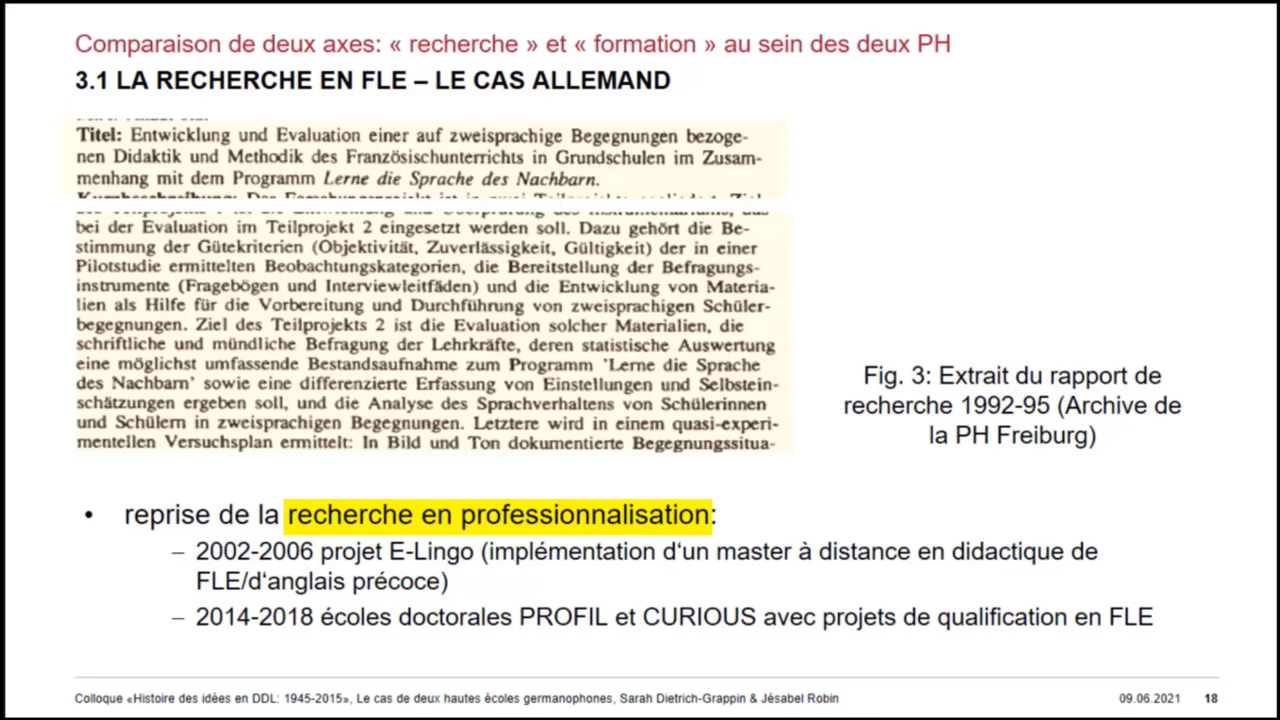 Comparaison de deux axes: « recherche » et « formation » au sein des deux PH
3.1 LA RECHERCHE EN FLE – LE CAS ALLEMAND
Titel: Entwicklung und Evaluation einer auf zweisprachige Begegnungen bezoge-
nen Didaktik und Methodik des Französischunterrichts in Grundschulen im Zusam-
menhang mit dem Programm Lerne die Sprache des Nachbarn.
bei der Evaluation im Teilprojekt 2 eingesetzt werden soll. Dazu gehört die Be-
stimmung der Gütekriterien (Objektivität, Zuverlässigkeit, Gültigkeit) der in einer
Pilotstudie ermittelten Beobachtungskategorien, die Bereitstellung der Befragungs-
instrumente (Fragebögen und Interviewleitfäden) und die Entwicklung von Materia-
lien als Hilfe für die Vorbereitung und Durchführung von zweisprachigen Schüler-
begegnungen. Ziel des Teilprojekts 2 ist die Evaluation solcher Materialien, die
schriftliche und mündliche Befragung der Lehrkräfte, deren statistische Auswertung
eine möglichst umfassende Bestandsaufnahme zum Programm 'Lerne die Sprache
des Nachbarn' sowie eine differenzierte Erfassung von Einstellungen und Selbstein-
schätzungen ergeben soll, und die Analyse des Sprachverhaltens von Schülerinnen
und Schülern in zweisprachigen Begegnungen. Letztere wird in einem quasi-experi-
mentellen Versuchsplan ermittelt: In Bild und Ton dokumentierte Begegnungssitua-
Fig. 3: Extrait du rapport de
recherche 1992-95 (Archive de
la PH Freiburg)
• reprise de la recherche en professionnalisation:
– 2002-2006 projet E-Lingo (implémentation d‘un master à distance en didactique de
FLE/d‘anglais précoce)
– 2014-2018 écoles doctorales PROFIL et CURIOUS avec projets de qualification en FLE
Colloque «Histoire des idées en DDL: 1945-2015», Le cas de deux hautes écoles germanophones, Sarah Dietrich-Grappin & Jésabel Robin
09.06.2021 18